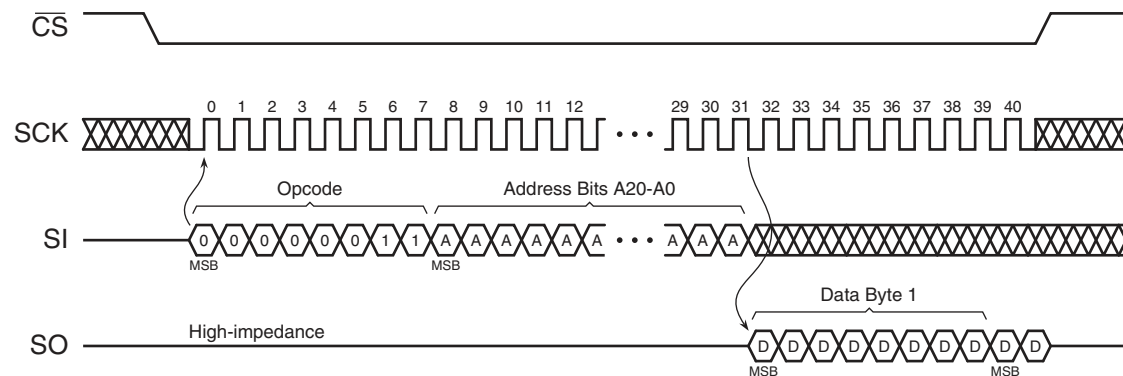 CS
0 1 2 3 4 5 6 7 8 9 10 11 12 29 30 31 32 33 34 35 36 37 38 39 40
SCK
Opcode Address Bits A20-A0
SI 0 0 0 0 0 0 1 1 A A A A A A A A A
MSB MSB
Data Byte 1
High-impedance
SO D D D D D D D D D D
MSB MSB